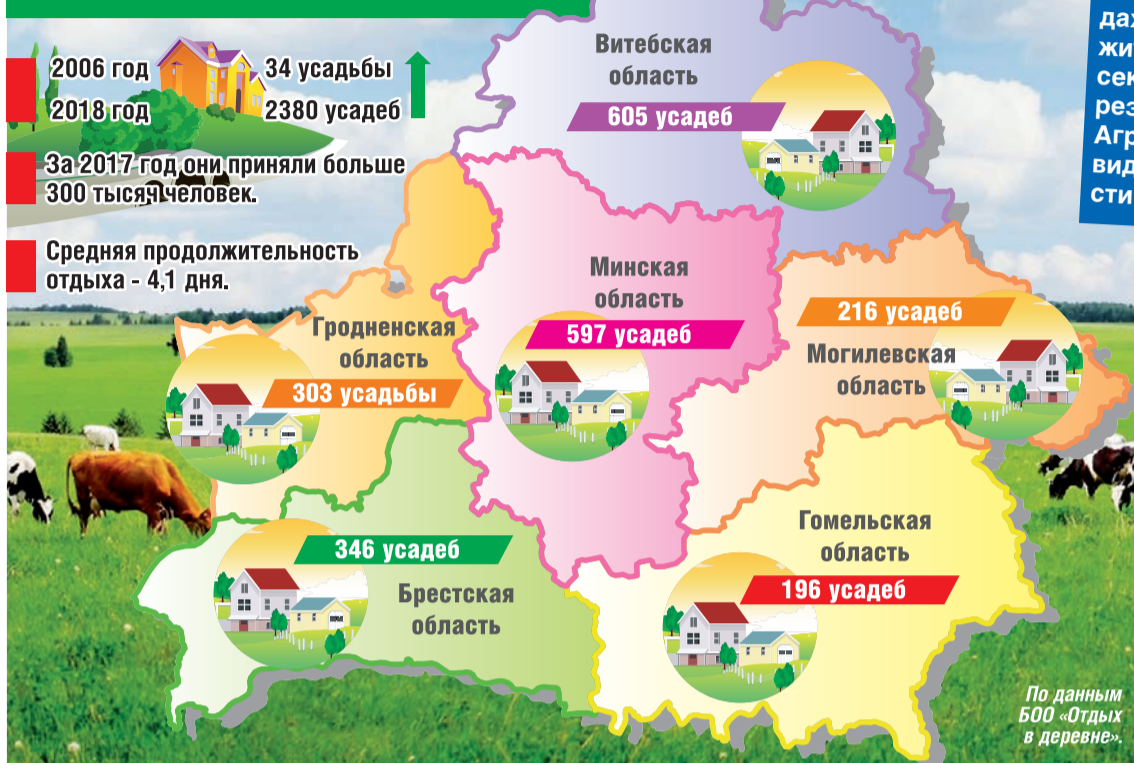 2006 год 34 усадьбы
2018 год 2380 усадеб
За 2017 год они приняли больше
300 тысяч человек.
Средняя продолжительность
отдыха - 4,1 дня.
Витебская
область
605 усадеб
Минская
область
597 усадеб
216 усадеб
Могилевская
область
Гродненская
область
303 усадьбы
346 усадеб
Брестская
область
Гомельская
область
196 усадеб
По данным
БОО «Отдых
в деревне».